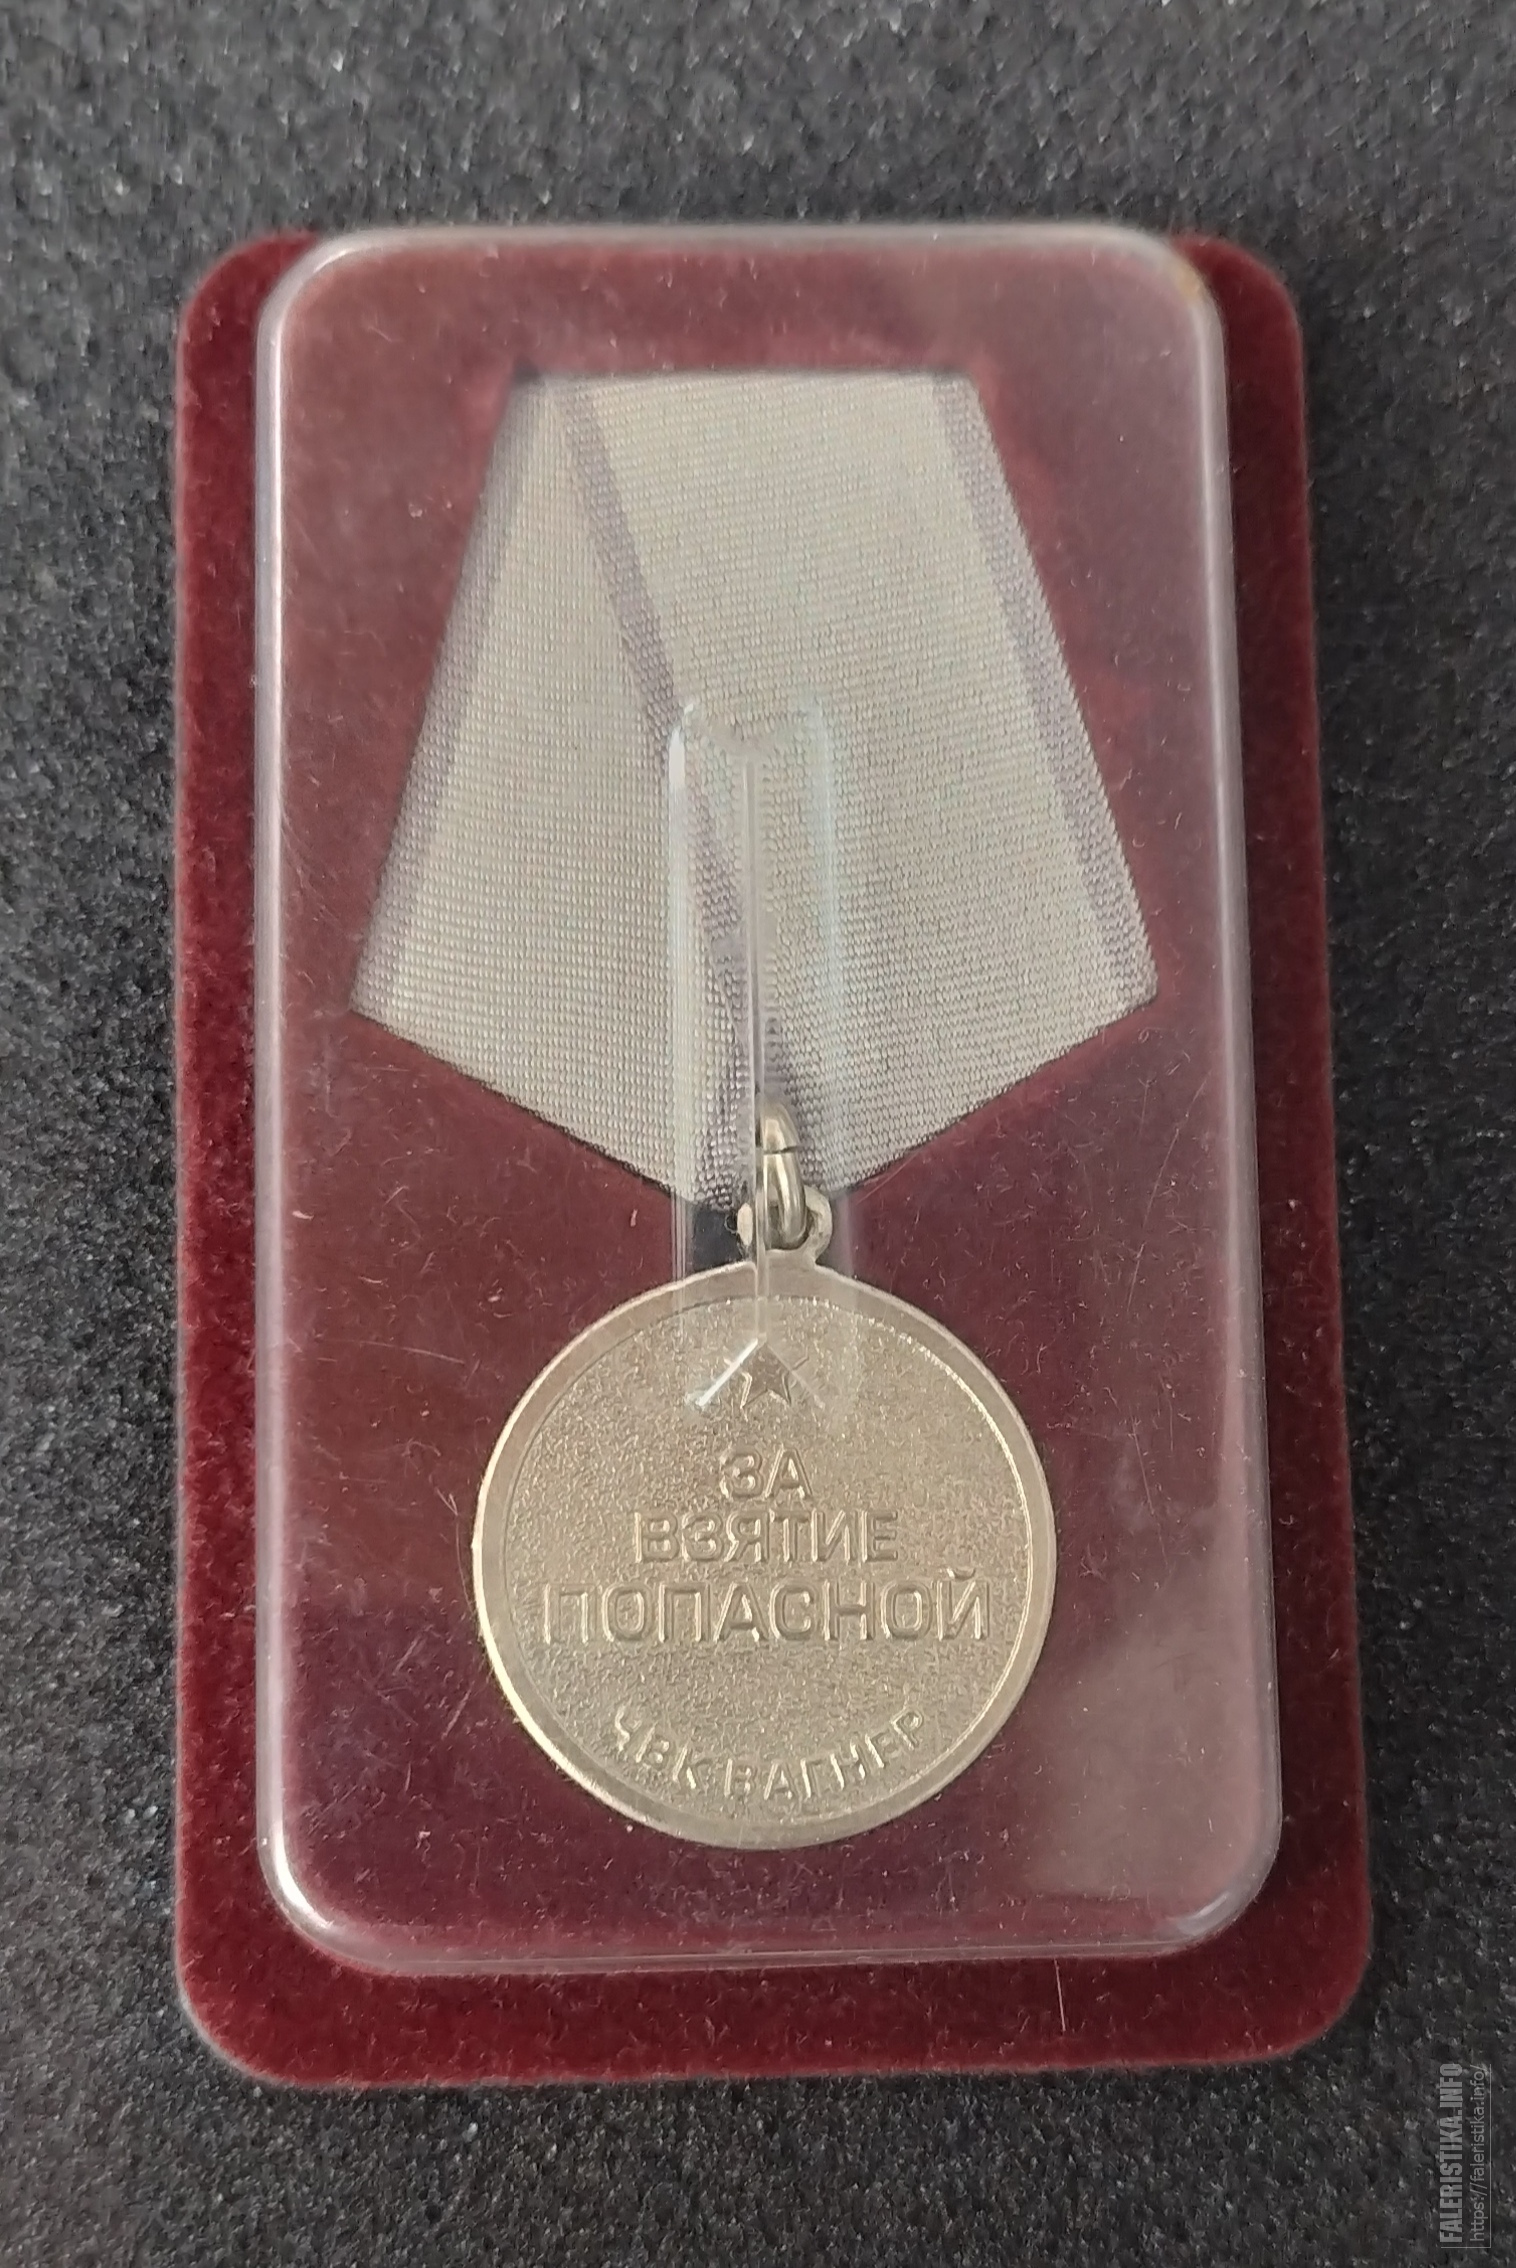 ЗА
ВЗЯТИЕ
ПОПАСНОЙ
ЧВК ВАГНЕР
FALERISTIKA.INFO
https://faleristika.info/